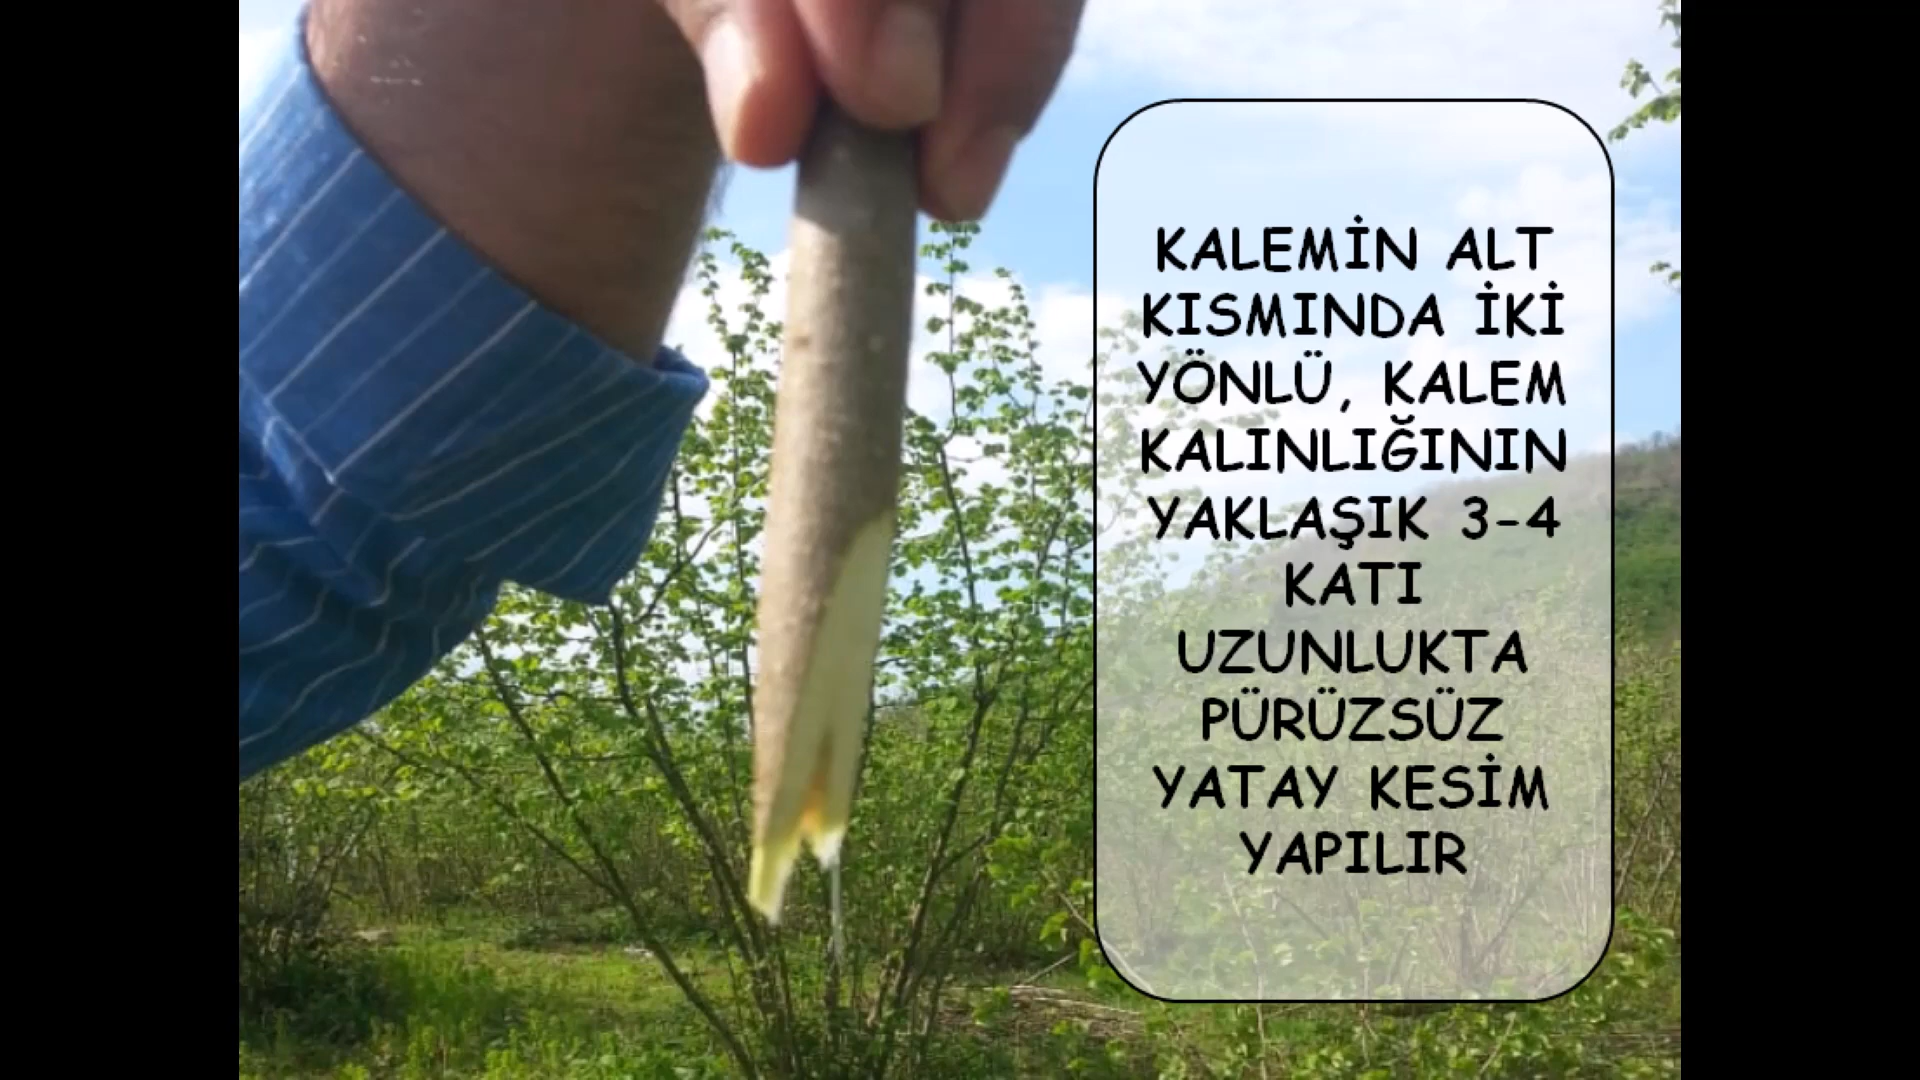 KALEMİN ALT
KISMINDA İKİ
YÖNLÜ, KALEM
KALINLIĞININ
YAKLAŞIK 3-4
KATI
UZUNLUKTA
PÜRÜZSÜZ
YATAY KESİM
YAPILIR